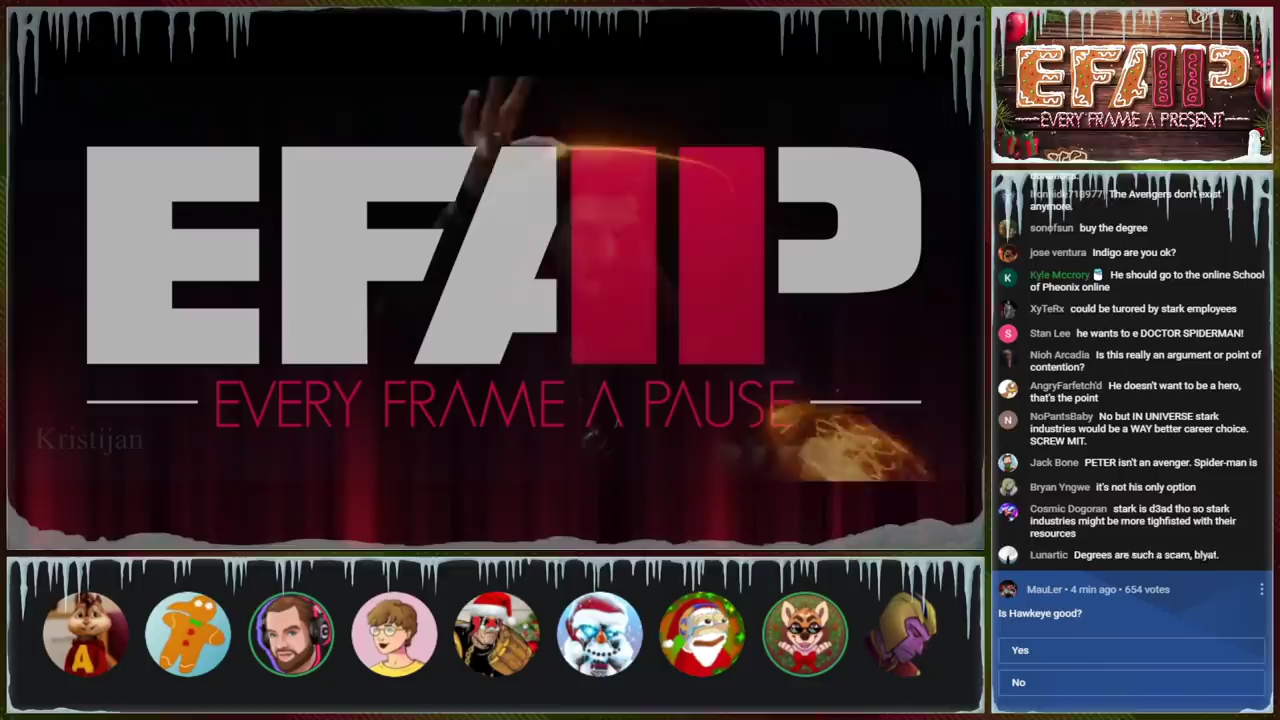 EFAP
EVERY FRAME A PAUSE
Kristijan
EFAP
EVERY FRAME A PRESENT
The Avengers don't exist
anymore.
sonofsun buy the degree
jose ventura Indigo are you ok?
Kyle Mccrory He should go to the online School
of Pheonix online
XyTeRx could be turored by stark employees
Stan Lee he wants to e DOCTOR SPIDERMAN!
Nioh Arcadia Is this really an argument or point of
contention?
AngryFarfetch'd He doesn't want to be a hero,
that's the point
NoPantsBaby No but IN UNIVERSE stark
industries would be a WAY better career choice.
SCREW MIT.
Jack Bone PETER isn't an avenger. Spider-man is
Bryan Yngwe it's not his only option
Cosmic Dogoran stark is d3ad tho so stark
industries might be more tighfisted with their
resources
Lunartic Degrees are such a scam, blyat.
MauLer • 4 min ago • 654 votes
Is Hawkeye good?
Yes
No